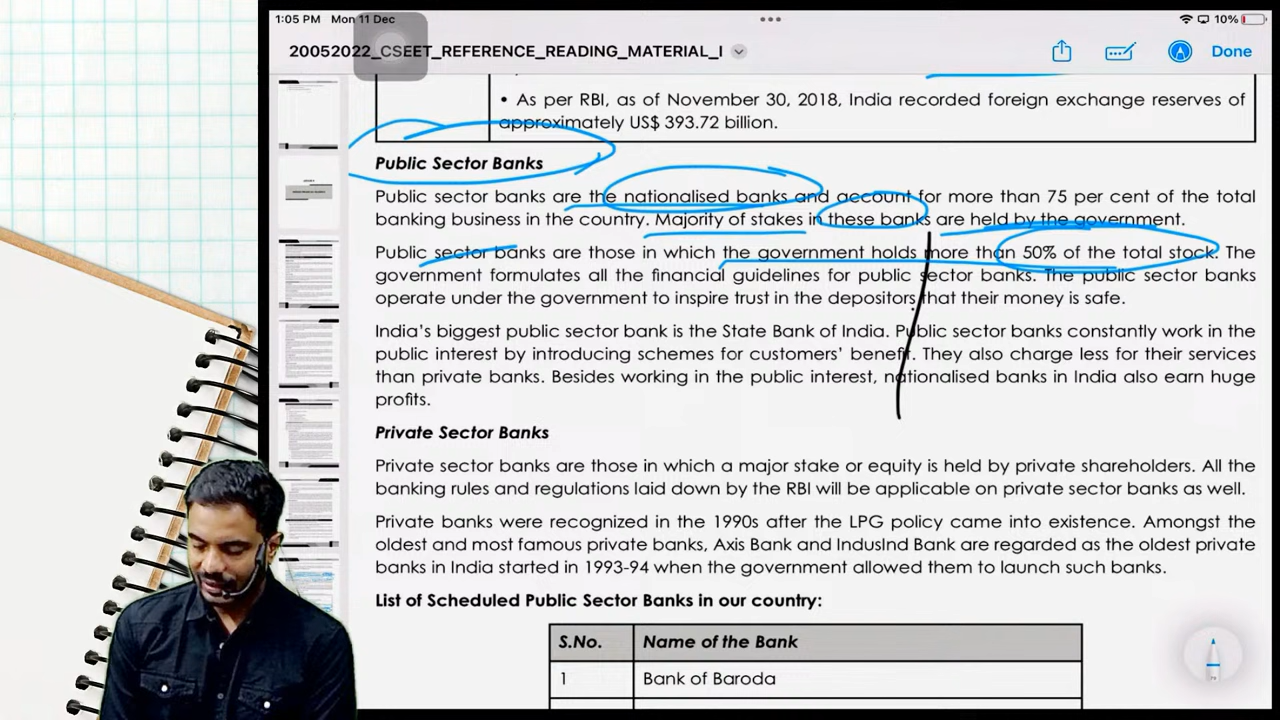 1:05 PM Mon 11 Dec
10%
20052022_CSEET_REFERENCE_READING_MATERIAL_I
Done
• As per RBI, as of November 30, 2018, India recorded foreign exchange reserves of
approximately US$ 393.72 billion.
Public Sector Banks
Public sector banks are the nationalised banks and account for more than 75 per cent of the total
banking business in the country. Majority of stakes in these banks are held by the government.
Public sector banks are those in which the government holds more than 50% of the total stock. The
government formulates all the financial guidelines for public sector banks. The public sector banks
operate under the government to inspire trust in the depositors that their money is safe.
India's biggest public sector bank is the State Bank of India. Public sector banks constantly work in the
public interest by introducing schemes for customers' benefit. They also charge less for their services
than private banks. Besides working in the public interest, nationalised banks in India also earn huge
profits.
Private Sector Banks
Private sector banks are those in which a major stake or equity is held by private shareholders. All the
banking rules and regulations laid down by the RBI will be applicable on private sector banks as well.
Private banks were recognized in the 1990s after the LPG policy came into existence. Amongst the
oldest and most famous private banks, Axis Bank and IndusInd Bank are regarded as the oldest private
banks in India started in 1993-94 when the government allowed them to launch such banks.
List of Scheduled Public Sector Banks in our country:
S.No. Name of the Bank
1 Bank of Baroda